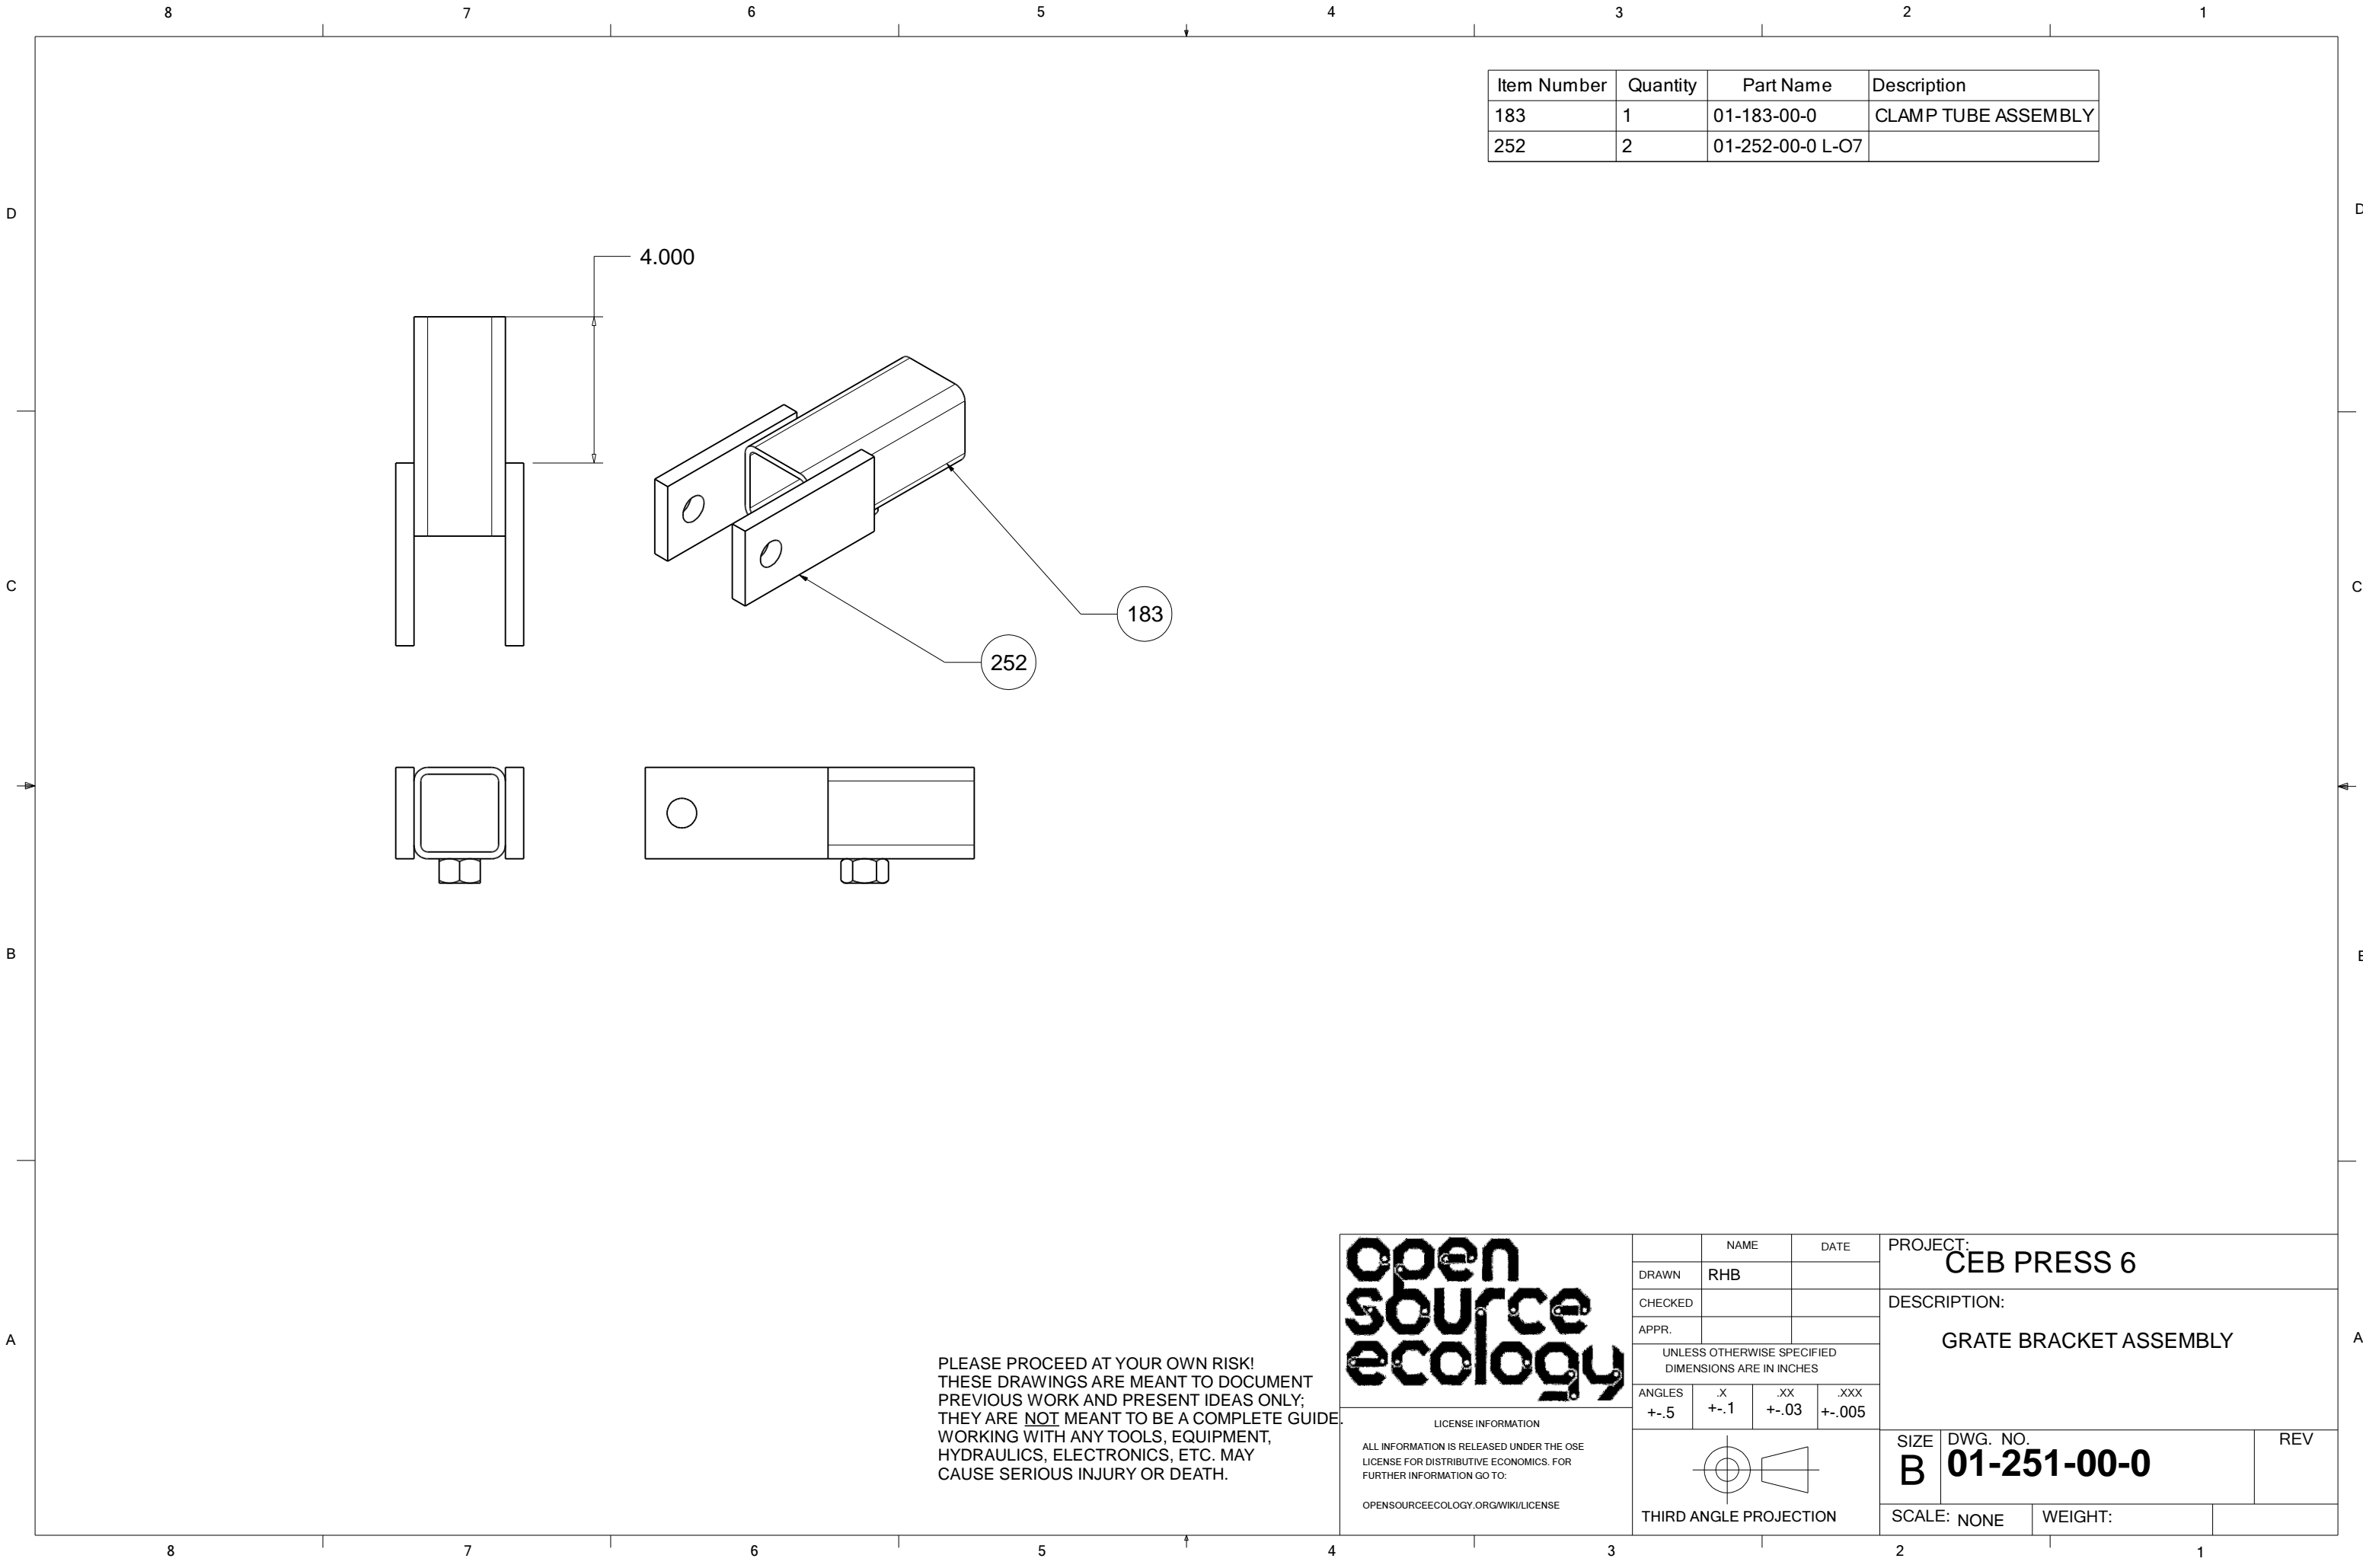 8 7 6 5 4 3 2 1
Item Number Quantity Part Name Description
183 1 01-183-00-0 CLAMP TUBE ASSEMBLY
252 2 01-252-00-0 L-O7
D D
4.000
C C
183
252
B B
A A
PLEASE PROCEED AT YOUR OWN RISK!
THESE DRAWINGS ARE MEANT TO DOCUMENT
PREVIOUS WORK AND PRESENT IDEAS ONLY;
THEY ARE NOT MEANT TO BE A COMPLETE GUIDE.
WORKING WITH ANY TOOLS, EQUIPMENT,
HYDRAULICS, ELECTRONICS, ETC. MAY
CAUSE SERIOUS INJURY OR DEATH.
open
source
ecology
LICENSE INFORMATION
ALL INFORMATION IS RELEASED UNDER THE OSE
LICENSE FOR DISTRIBUTIVE ECONOMICS. FOR
FURTHER INFORMATION GO TO:
OPENSOURCEECOLOGY.ORG/WIKI/LICENSE
NAME DATE
DRAWN RHB
CHECKED
APPR.
UNLESS OTHERWISE SPECIFIED
DIMENSIONS ARE IN INCHES
ANGLES .X .XX .XXX
+-.5 +-.1 +-.03 +-.005
THIRD ANGLE PROJECTION
PROJECT:
CEB PRESS 6
DESCRIPTION:
GRATE BRACKET ASSEMBLY
SIZE DWG. NO. REV
B 01-251-00-0
SCALE: NONE WEIGHT:
8 7 6 5 4 3 2 1